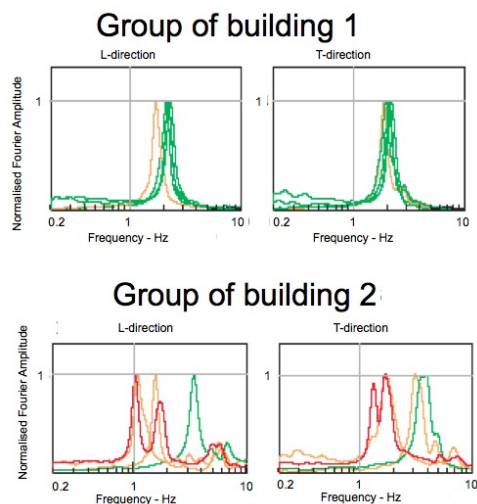 Group of building 1
L-direction
T-direction
Normalised Fourier Amplitude
1
1
0.2
1
10
0.2
1
10
Frequency - Hz
Frequency - Hz
Group of building 2
L-direction
T-direction
Normalised Fourier Amplitude
1
1
0.2
1
10
0.2
1
10
Frequency - Hz
Frequency - Hz